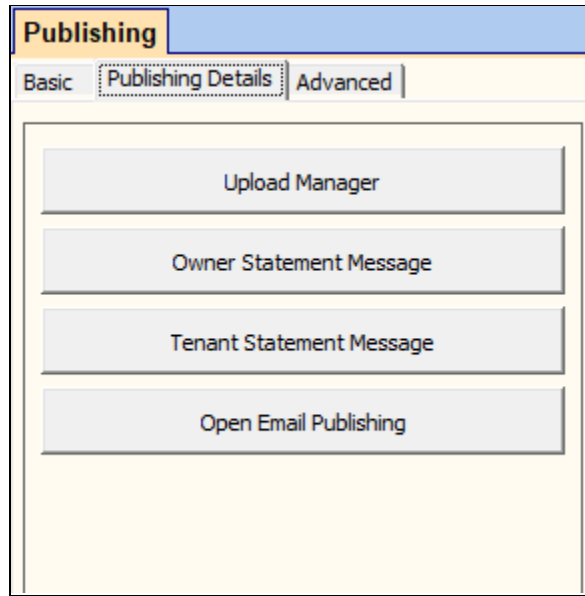 Publishing
Basic Publishing Details Advanced
Upload Manager
Owner Statement Message
Tenant Statement Message
Open Email Publishing